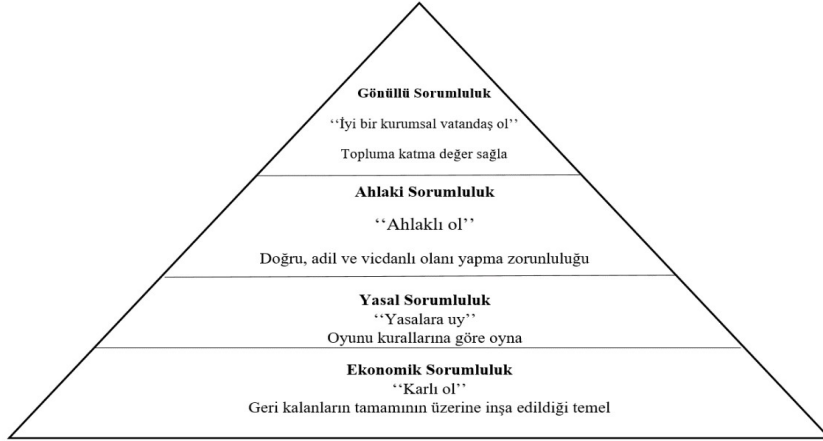 Gönüllü Sorumluluk
‘‘İyi bir kurumsal vatandaş ol’’
Topluma katma değer sağla
Ahlaki Sorumluluk
‘‘Ahlaklı ol’’
Doğru, adil ve vicdanlı olanı yapma zorunluluğu
Yasal Sorumluluk
‘‘Yasalara uy’’
Oyunu kurallarına göre oyna
Ekonomik Sorumluluk
‘‘Karlı ol’’
Geri kalanların tamamının üzerine inşa edildiği temel